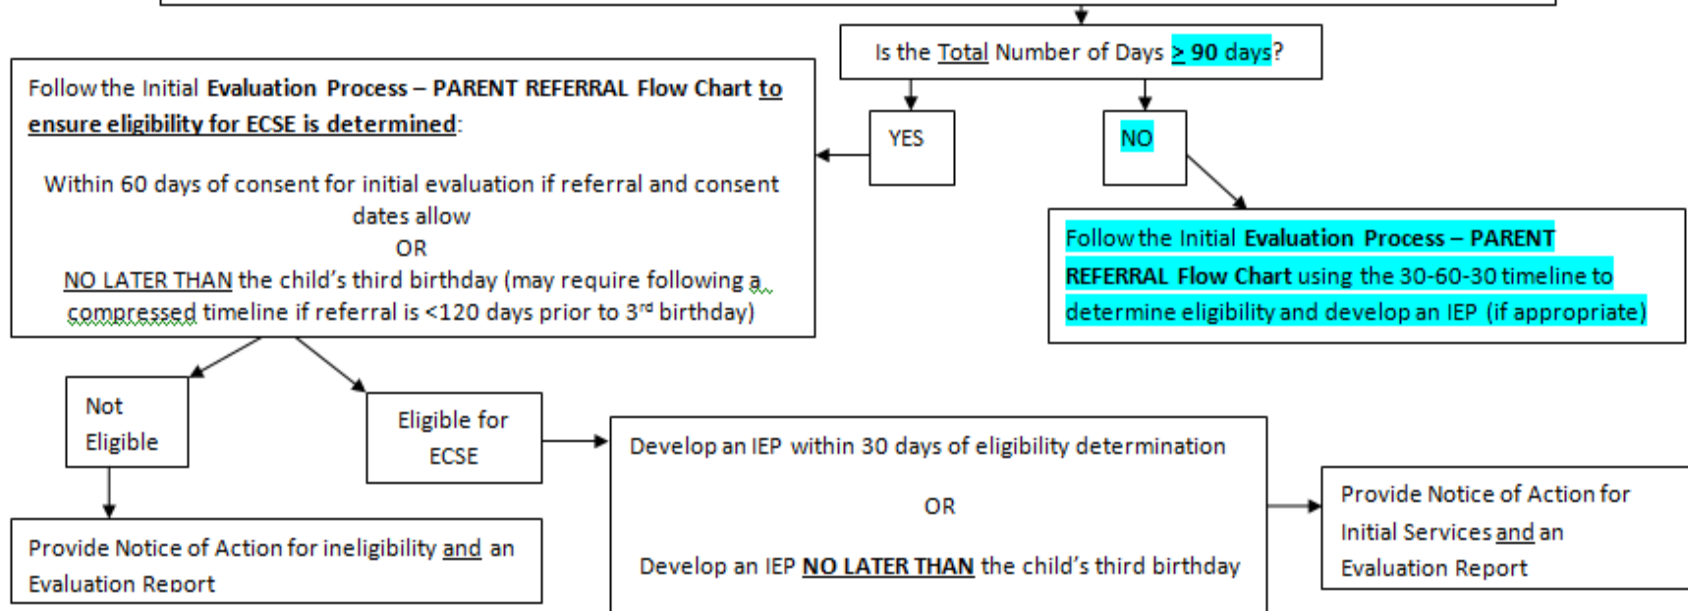 Is the Total Number of Days > 90 days?
YES
NO
Follow the Initial Evaluation Process – PARENT REFERRAL Flow Chart to
ensure eligibility for ECSE is determined:
Within 60 days of consent for initial evaluation if referral and consent
dates allow
OR
NO LATER THAN the child's third birthday (may require following a
compressed timeline if referral is <120 days prior to 3rd birthday)
Follow the Initial Evaluation Process – PARENT
REFERRAL Flow Chart using the 30-60-30 timeline to
determine eligibility and develop an IEP (if appropriate)
Not
Eligible
Eligible for
ECSE
Develop an IEP within 30 days of eligibility determination
OR
Develop an IEP NO LATER THAN the child's third birthday
Provide Notice of Action for
Initial Services and an
Evaluation Report
Provide Notice of Action for ineligibility and an
Evaluation Report